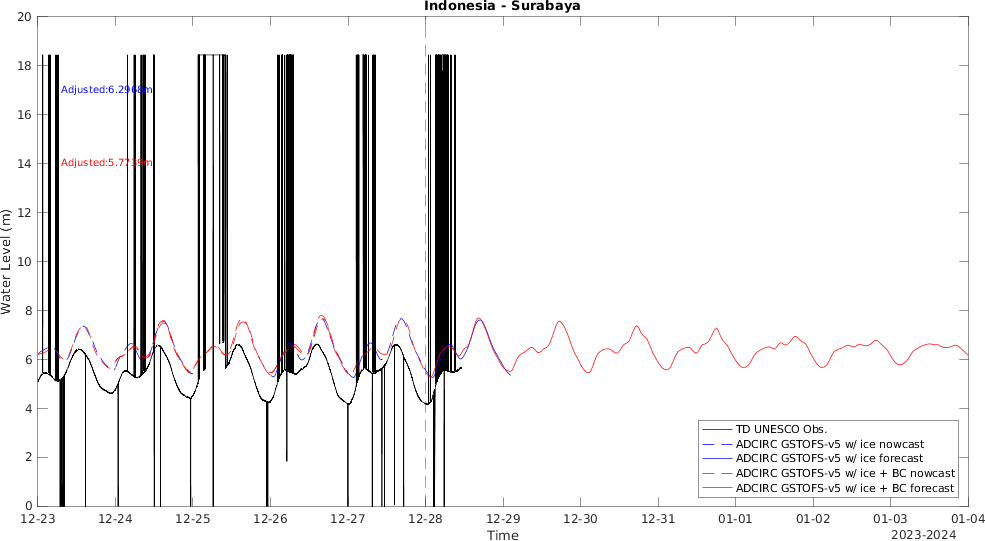 Indonesia - Surabaya
20
18
Adjusted:6.2968m
16
14
Adjusted:5.7719m
12
10
8
6
4
2
0
Water Level (m)
TD UNESCO Obs.
ADCIRC GSTOFS-v5 w/ ice nowcast
ADCIRC GSTOFS-v5 w/ ice forecast
ADCIRC GSTOFS-v5 w/ ice + BC nowcast
ADCIRC GSTOFS-v5 w/ ice + BC forecast
12-23 12-24 12-25 12-26 12-27 12-28 12-29 12-30 12-31 01-01 01-02 01-03 01-04
Time
2023-2024